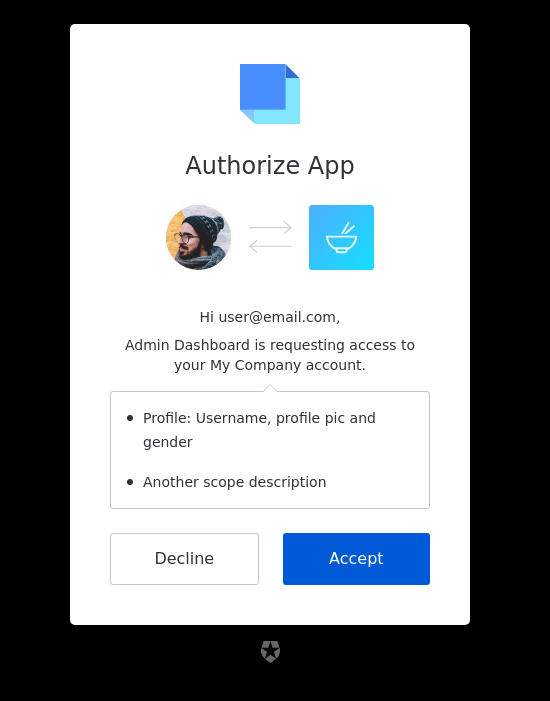 Authorize App
Hi user@email.com,
Admin Dashboard is requesting access to
your My Company account.
Profile: Username, profile pic and
gender
Another scope description
Decline
Accept